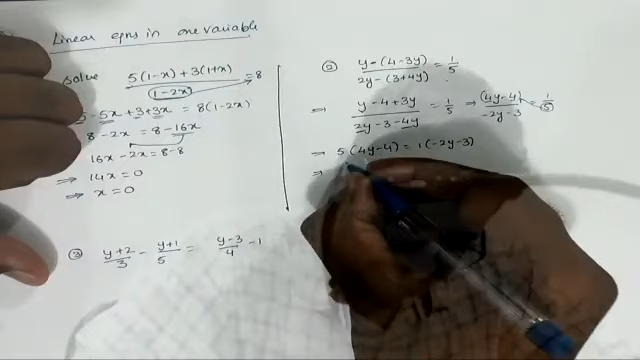 Linear eqns in one variable
solve 5(1-x)+3(1+x)/(1-2x) = 8
5-5x+3+3x = 8(1-2x)
8-2x = 8-16x
16x-2x = 8-8
⇒ 14x=0
⇒ x=0
③ y+2/3 - y+1/5 = y-3/4 -1
② y-(4-3y)/2y-(3+4y) = 1/5
⇒ y-4+3y/2y-3-4y = 1/5 ⇒ (4y-4)/-2y-3 = 1/5
⇒ 5(4y-4) = 1(-2y-3)
⇒